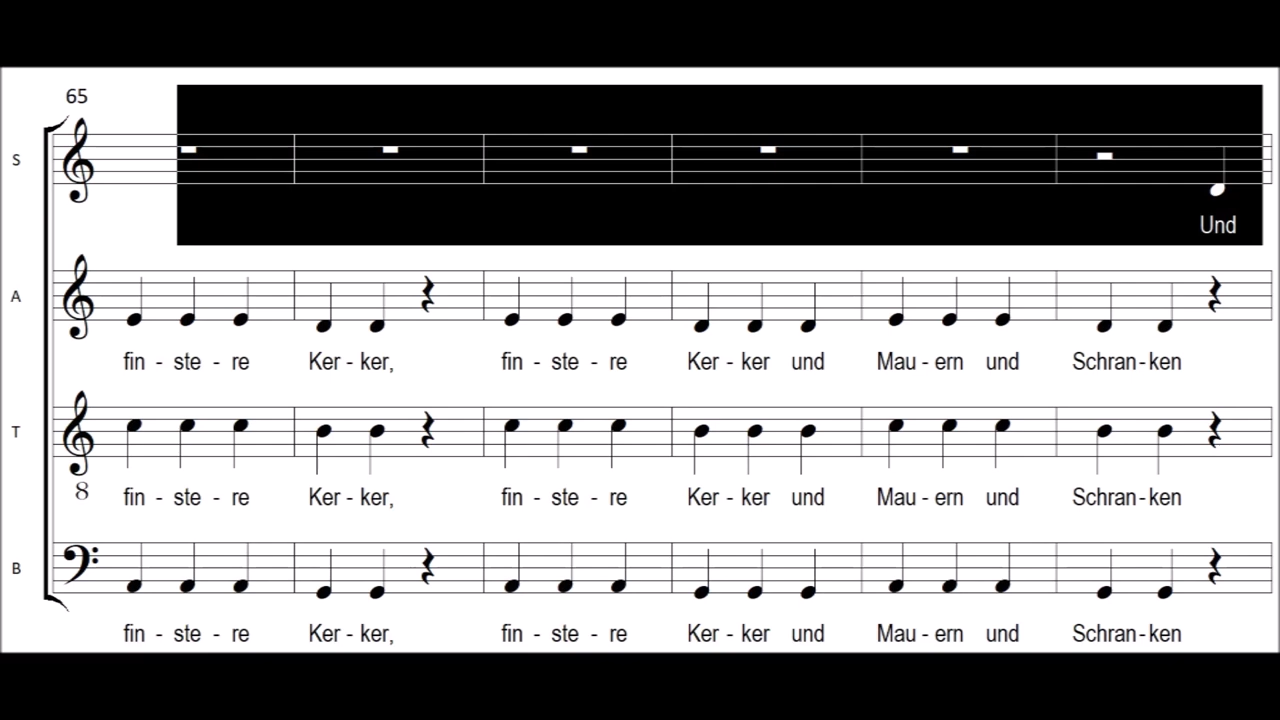 65
S
Und
A
fin - ste - re Ker - ker, fin - ste - re Ker - ker und Mau - ern und Schran - ken
T
8
fin - ste - re Ker - ker, fin - ste - re Ker - ker und Mau - ern und Schran - ken
B
fin - ste - re Ker - ker, fin - ste - re Ker - ker und Mau - ern und Schran - ken